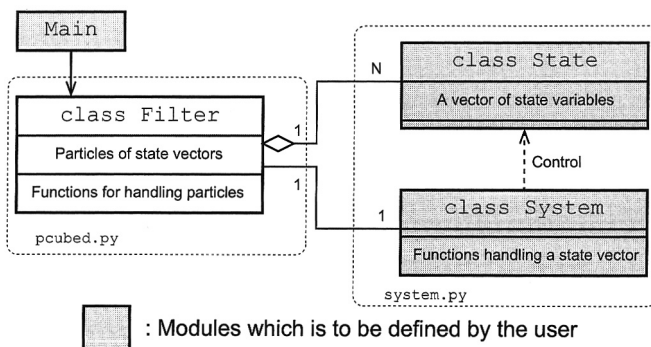 Main
class Filter
Particles of state vectors
Functions for handling particles
pcubed.py
1
N
1
1
class State
A vector of state variables
Control
class System
Functions handling a state vector
system.py
: Modules which is to be defined by the user